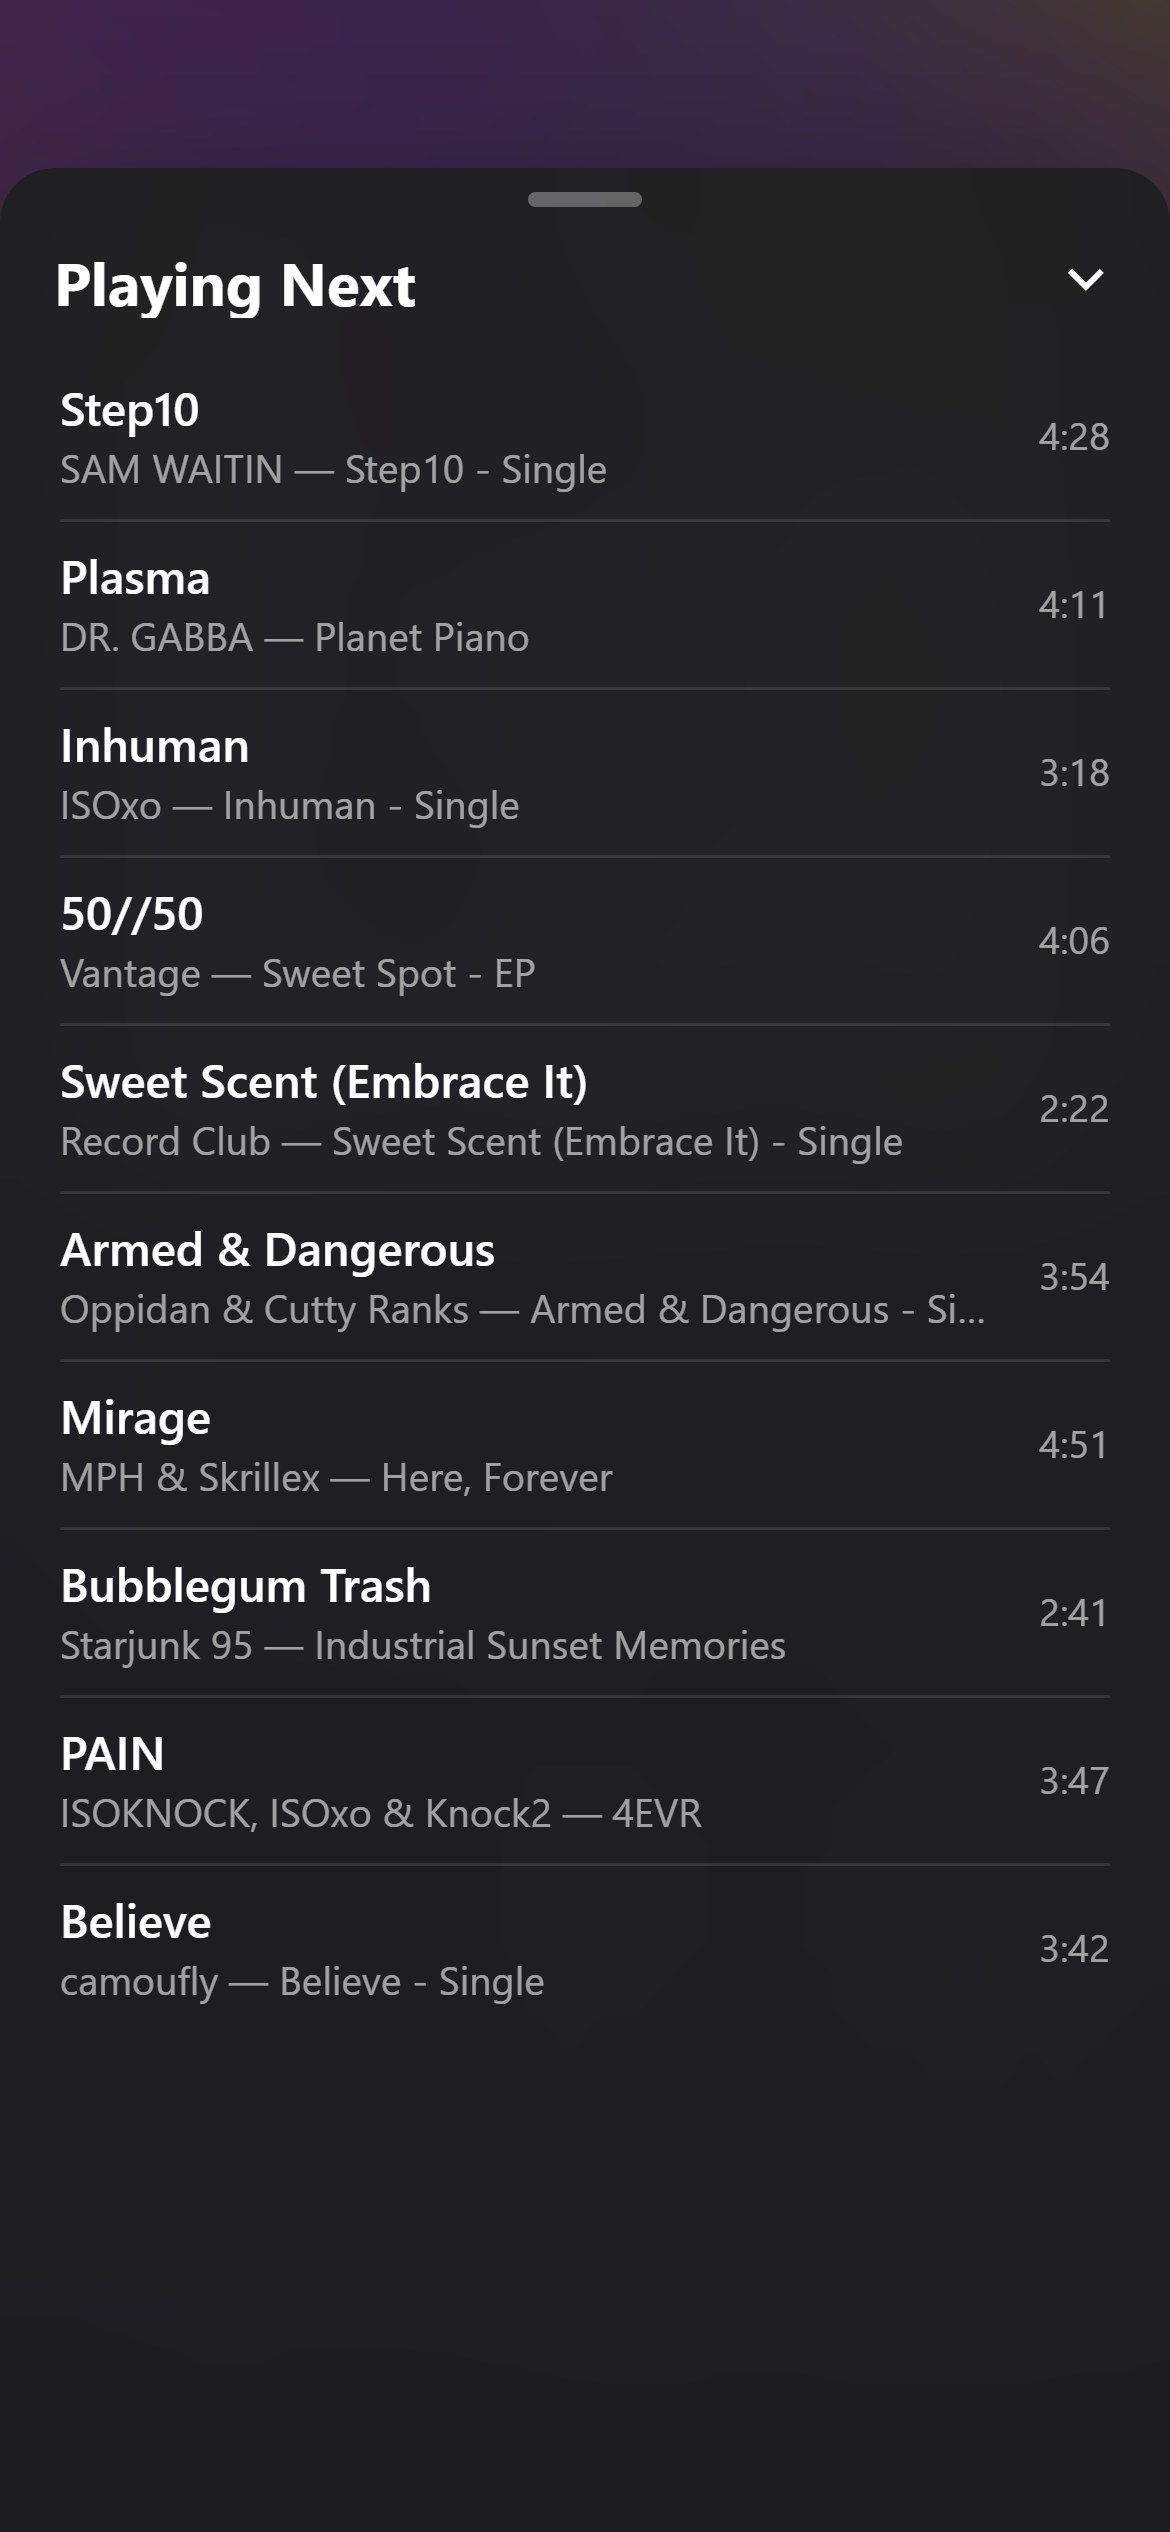 Playing Next
Step10
SAM WAITIN — Step10 - Single
4:28
Plasma
DR. GABBA — Planet Piano
4:11
Inhuman
ISOxo — Inhuman - Single
3:18
50//50
Vantage — Sweet Spot - EP
4:06
Sweet Scent (Embrace It)
Record Club — Sweet Scent (Embrace It) - Single
2:22
Armed & Dangerous
Oppidan & Cutty Ranks — Armed & Dangerous - Si...
3:54
Mirage
MPH & Skrillex — Here, Forever
4:51
Bubblegum Trash
Starjunk 95 — Industrial Sunset Memories
2:41
PAIN
ISOKNOCK, ISOxo & Knock2 — 4EVR
3:47
Believe
camoufly — Believe - Single
3:42